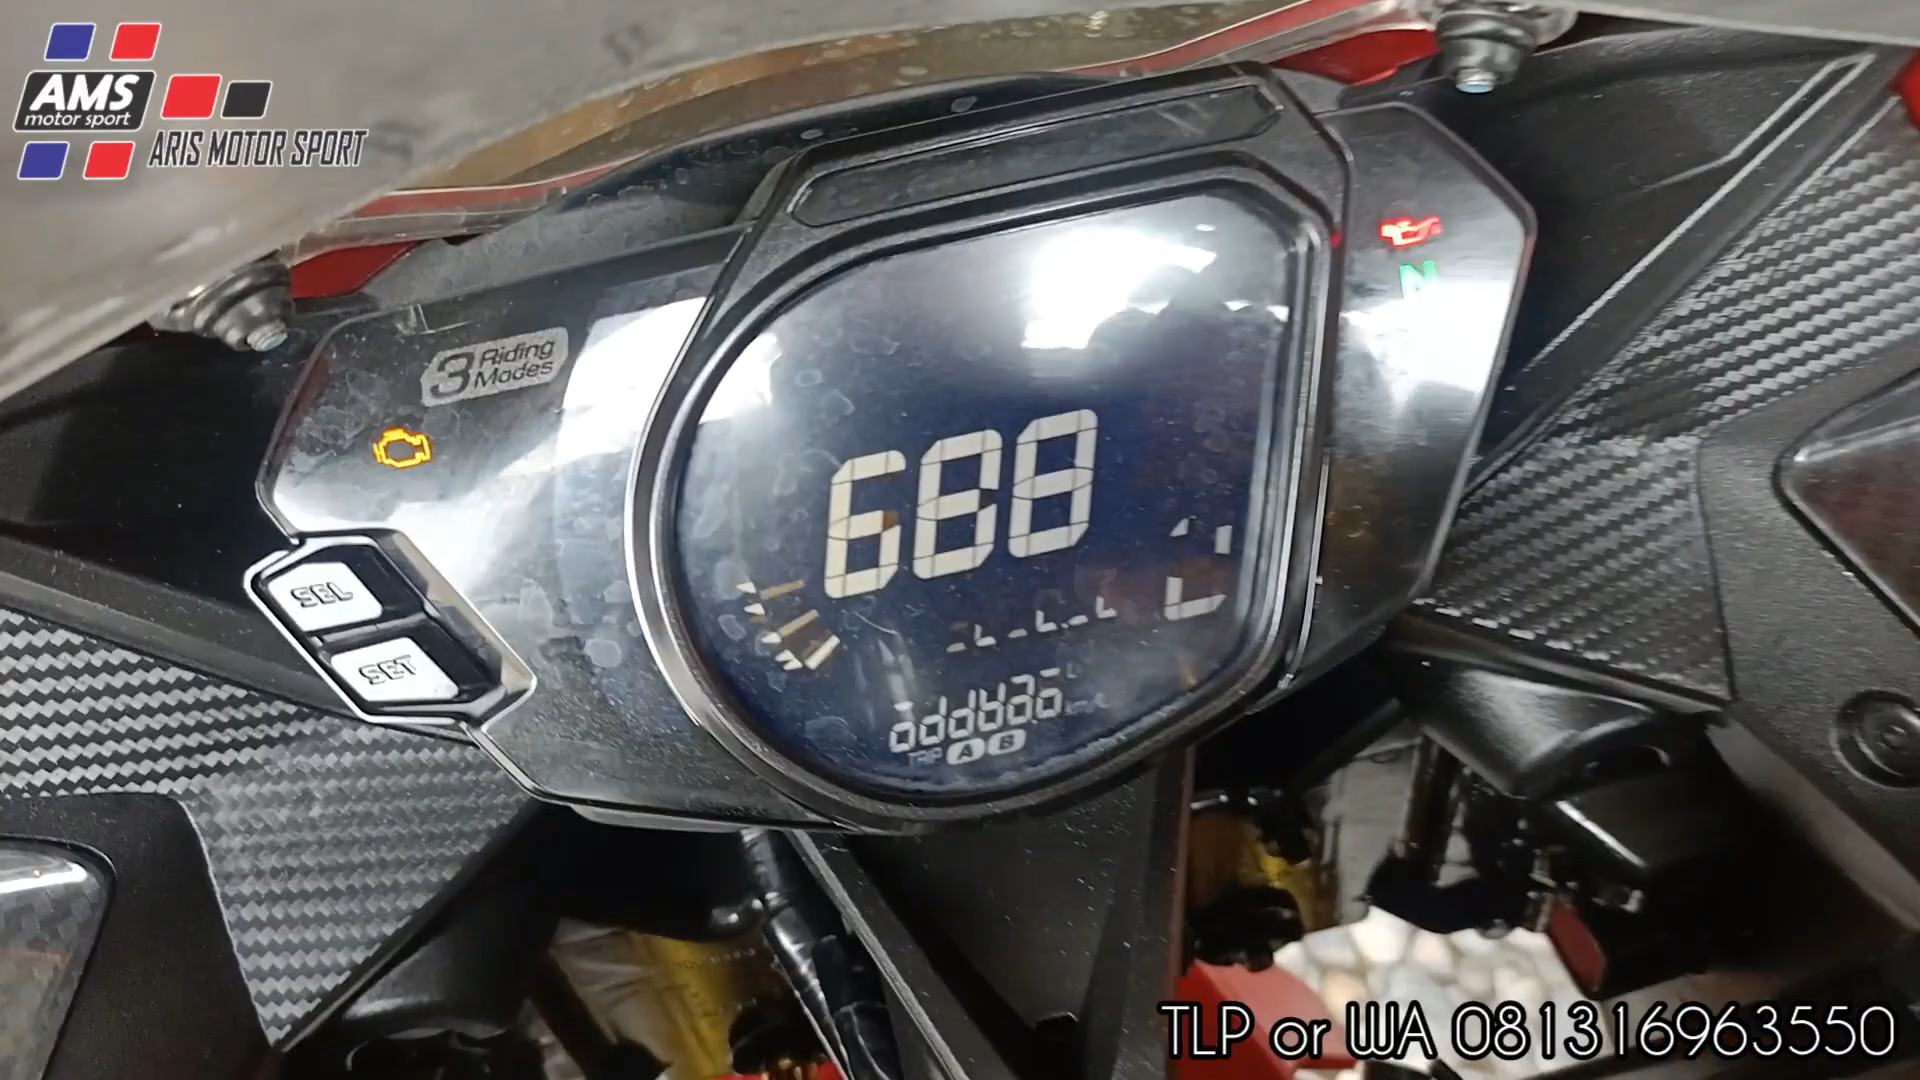 AMS
motor sport
ARIS MOTOR SPORT
3 Riding
Modes
N
688
SEL
SET
TRIP A B
TLP or WA 081316963550